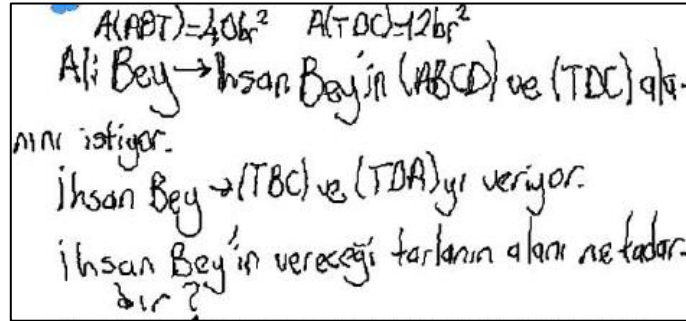 A(ABT)=40br² A(TDC)=12br²
Ali Bey→İhsan Bey'in (ABCD) ve (TDC) ala-
nını istiyor.
İhsan Bey→(TBC) ve (TDA)yı veriyor.
İhsan Bey'in vereceği tarlanın alanı ne kadar-
dır?